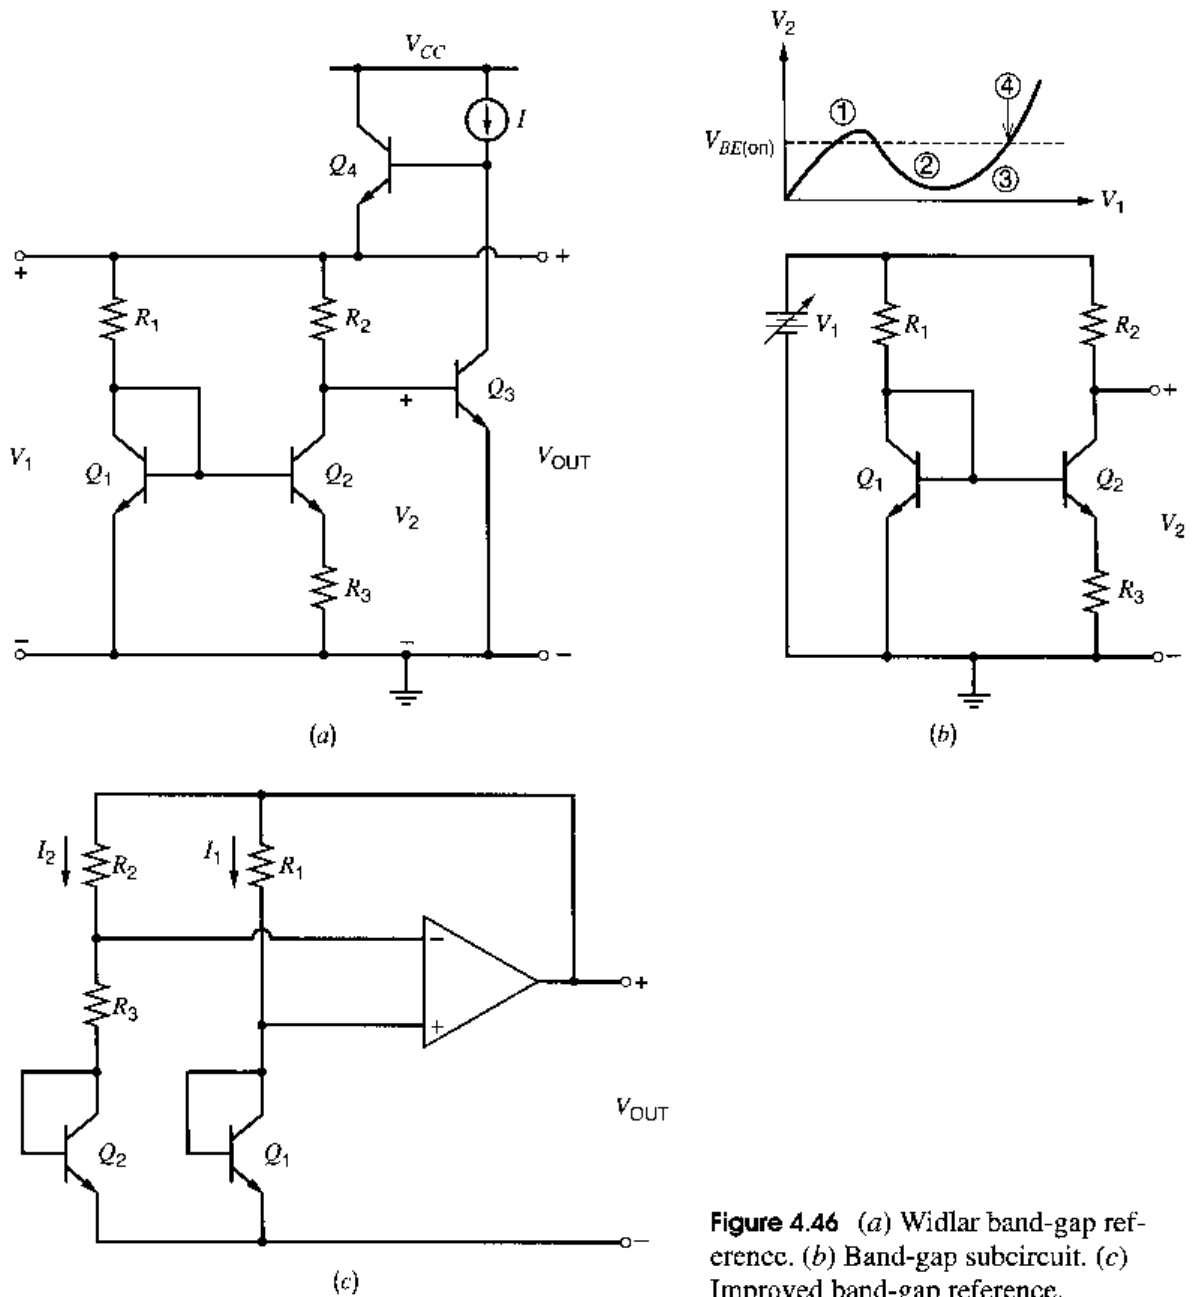 V_CC
I
Q_4
+
+
R_1
R_2
+
Q_3
V_1
Q_1
Q_2
V_OUT
V_2
R_3
−
−
−
(a)
V_2
①
④
V_BE(on)
②
③
V_1
V_1
R_1
R_2
+
Q_1
Q_2
V_2
R_3
−
(b)
I_2
R_2
I_1
R_1
−
+
R_3
+
V_OUT
Q_2
Q_1
−
(c)
Figure 4.46 (a) Widlar band-gap ref-
erence. (b) Band-gap subcircuit. (c)
Improved band-gap reference.